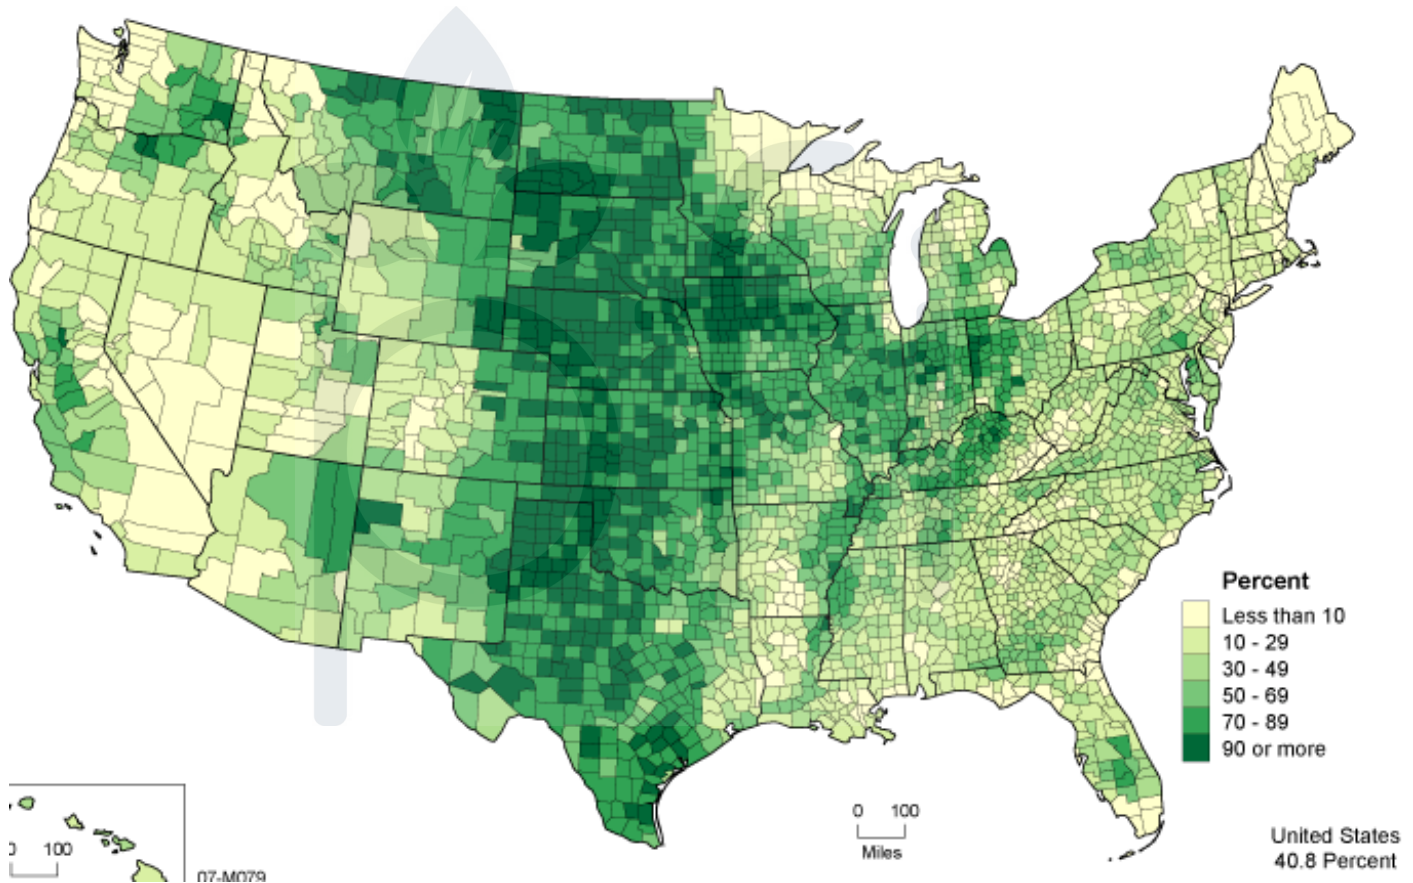 Percent
Less than 10
10 - 29
30 - 49
50 - 69
70 - 89
90 or more
0 100
Miles
United States
40.8 Percent
0 100
07-M079